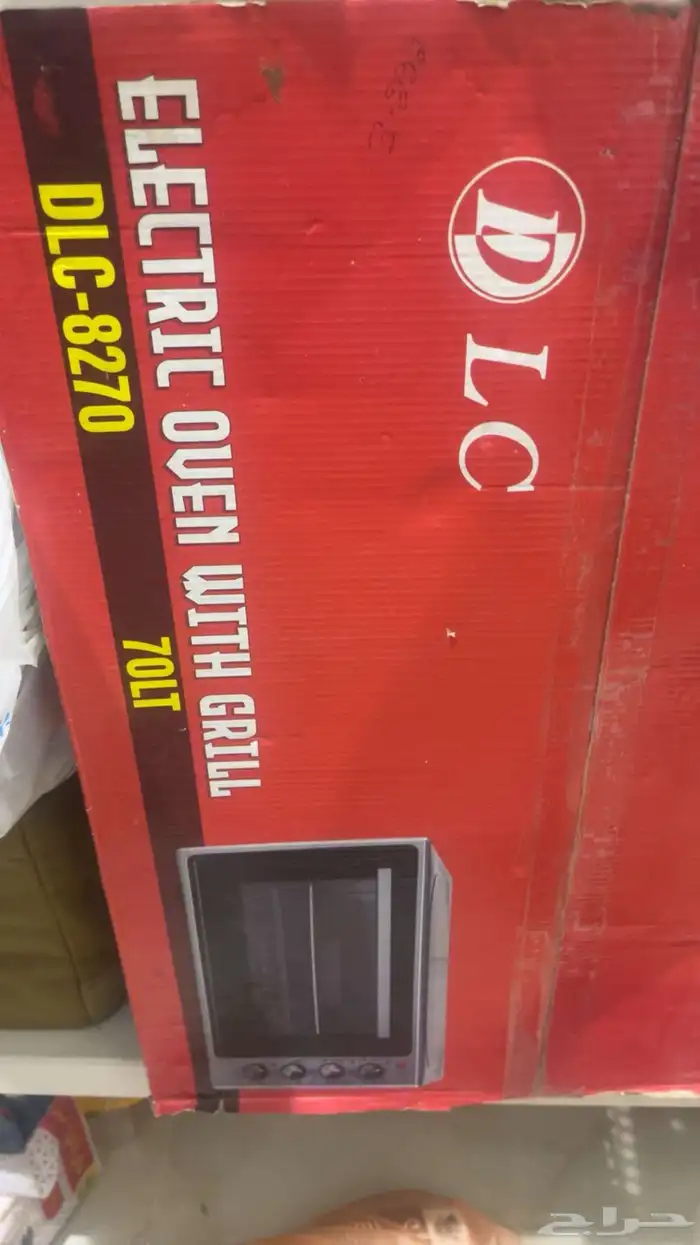 DLC
ELECTRIC OVEN WITH GRILL
DLC-8270 70LT
حراج